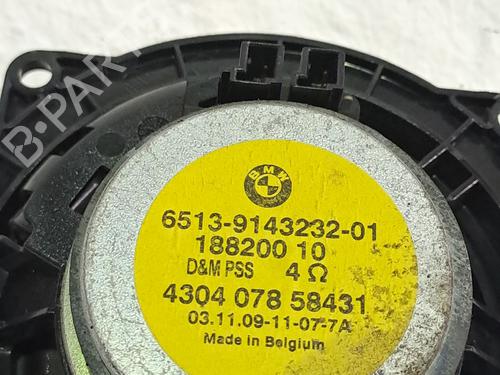 BMW
6513-9143232-01
188200 10
D&M PSS 4 Ω
4304 078 58431
03.11.09-11-07-7A
Made in Belgium
B-PARTS